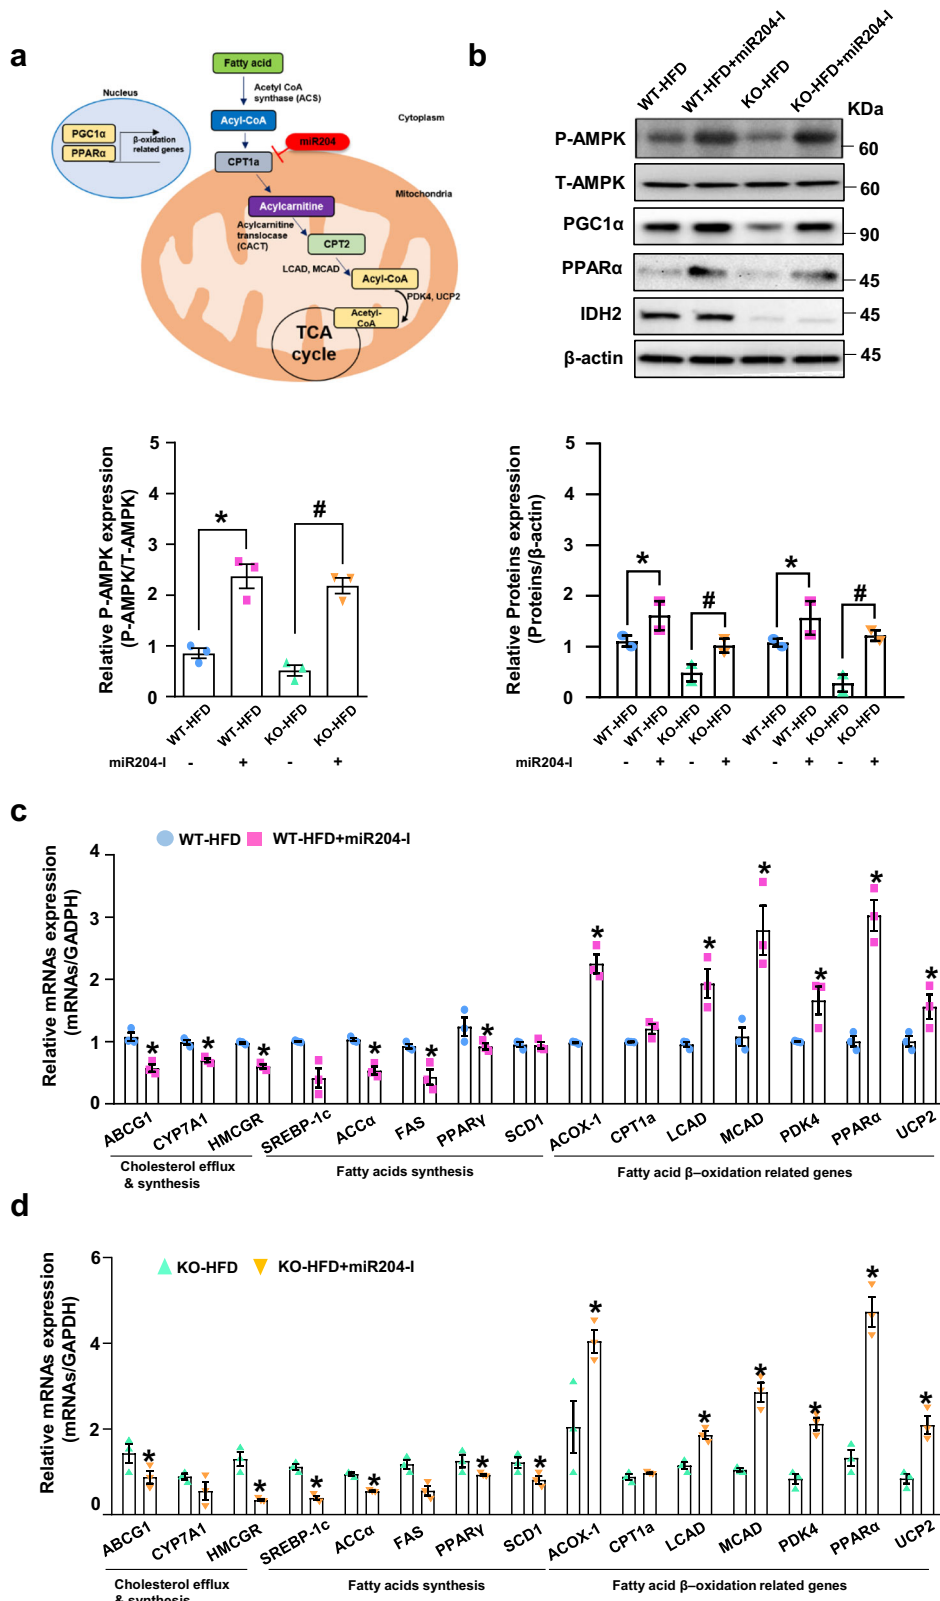 a
Fatty acid
Acetyl CoA
synthase (ACS)
Nucleus
PGC1α
PPARα
β-oxidation
related genes
Acyl-CoA
Cytoplasm
miR204
CPT1a
Mitochondria
Acylcarnitine
Acylcarnitine
translocase
(CACT)
CPT2
LCAD, MCAD
Acyl-CoA
PDK4, UCP2
Acetyl-
CoA
TCA
cycle
b
WT-HFD
WT-HFD+miR204-I
KO-HFD
KO-HFD+miR204-I
KDa
P-AMPK
60
T-AMPK
60
PGC1α
90
PPARα
45
IDH2
45
β-actin
45
Relative P-AMPK expression
(P-AMPK/T-AMPK)
5
4
3
2
1
0
*
#
WT-HFD
WT-HFD
KO-HFD
KO-HFD
miR204-I - + - +
Relative Proteins expression
(Proteins/β-actin)
5
4
3
2
1
0
*
#
*
#
WT-HFD
WT-HFD
KO-HFD
KO-HFD
WT-HFD
WT-HFD
KO-HFD
KO-HFD
miR204-I - + - + - + - +
c
WT-HFD WT-HFD+miR204-I
Relative mRNAs expression
(mRNAs/GADPH)
4
3
2
1
0
* * * * * * * * * * * *
ABCG1 CYP7A1 HMCGR SREBP-1c ACCα FAS PPARγ SCD1 ACOX-1 CPT1a LCAD MCAD PDK4 PPARα UCP2
Cholesterol efflux
& synthesis
Fatty acids synthesis
Fatty acid β–oxidation related genes
d
KO-HFD KO-HFD+miR204-I
Relative mRNAs expression
(mRNAs/GAPDH)
6
4
2
0
* * * * * * * * * * * *
ABCG1 CYP7A1 HMCGR SREBP-1c ACCα FAS PPARγ SCD1 ACOX-1 CPT1a LCAD MCAD PDK4 PPARα UCP2
Cholesterol efflux
& synthesis
Fatty acids synthesis
Fatty acid β–oxidation related genes